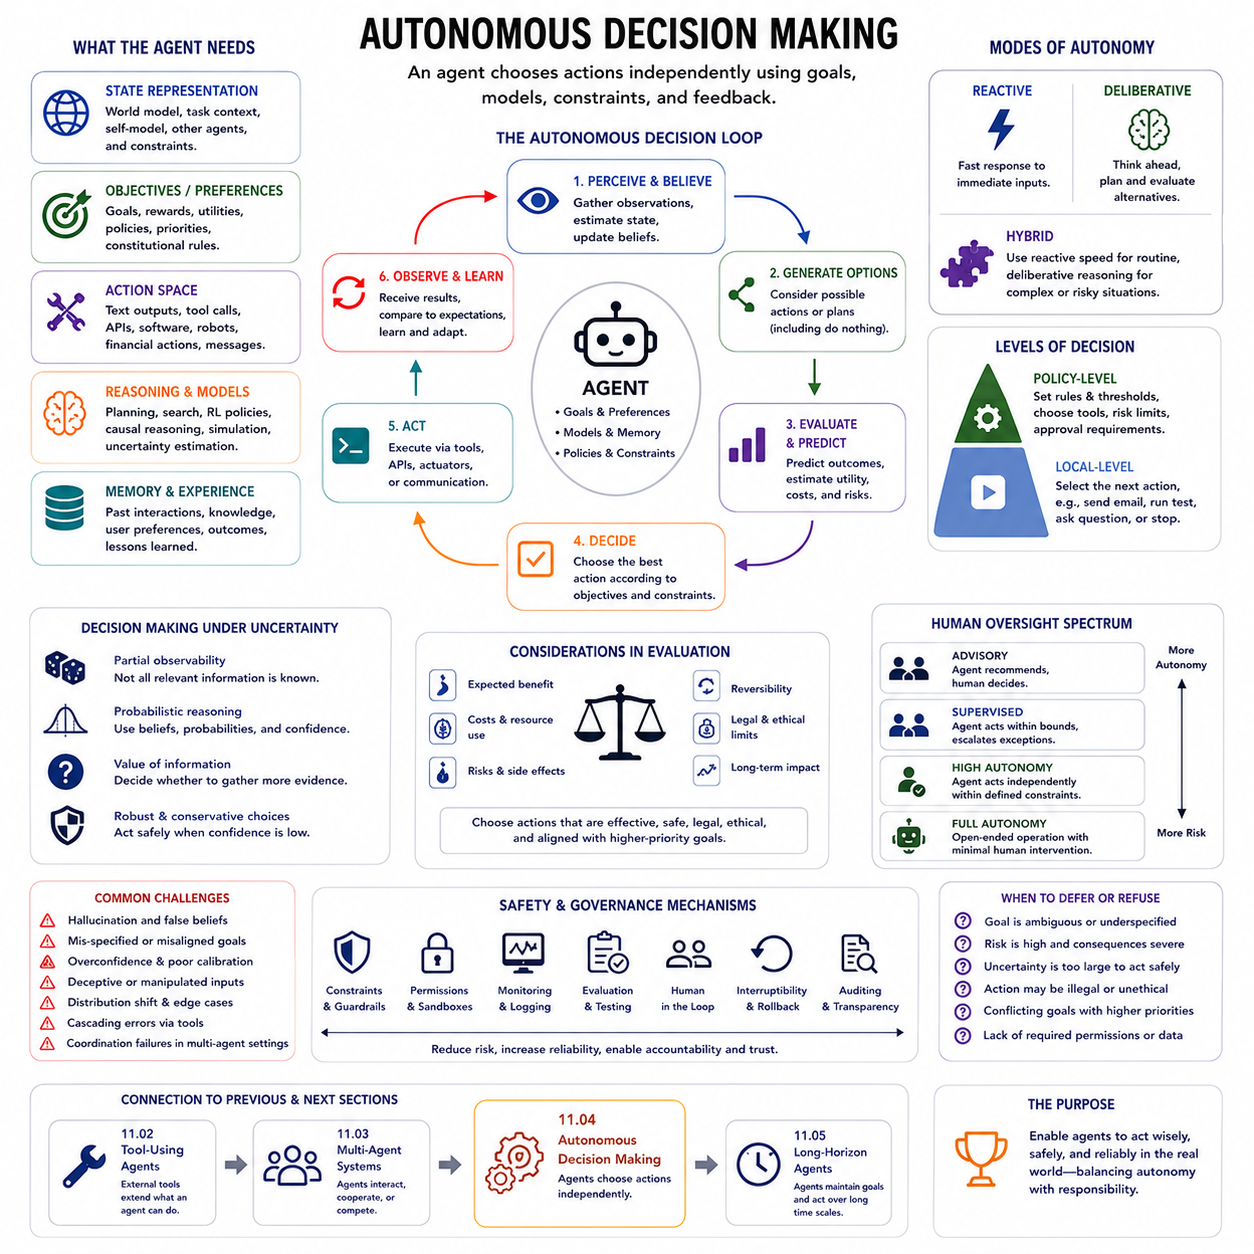 AUTONOMOUS DECISION MAKING
An agent chooses actions independently using goals,
models, constraints, and feedback.
WHAT THE AGENT NEEDS
STATE REPRESENTATION
World model, task context,
self-model, other agents,
and constraints.
OBJECTIVES / PREFERENCES
Goals, rewards, utilities,
policies, priorities,
constitutional rules.
ACTION SPACE
Text outputs, tool calls,
APIs, software, robots,
financial actions, messages.
REASONING & MODELS
Planning, search, RL policies,
causal reasoning, simulation,
uncertainty estimation.
MEMORY & EXPERIENCE
Past interactions, knowledge,
user preferences, outcomes,
lessons learned.
THE AUTONOMOUS DECISION LOOP
1. PERCEIVE & BELIEVE
Gather observations,
estimate state,
update beliefs.
2. GENERATE OPTIONS
Consider possible
actions or plans
(including do nothing).
3. EVALUATE
& PREDICT
Predict outcomes,
estimate utility,
costs, and risks.
4. DECIDE
Choose the best
action according to
objectives and constraints.
5. ACT
Execute via tools,
APIs, actuators,
or communication.
6. OBSERVE & LEARN
Receive results,
compare to expectations,
learn and adapt.
AGENT
• Goals & Preferences
• Models & Memory
• Policies & Constraints
MODES OF AUTONOMY
REACTIVE
Fast response to
immediate inputs.
DELIBERATIVE
Think ahead,
plan and evaluate
alternatives.
HYBRID
Use reactive speed for routine,
deliberative reasoning for
complex or risky situations.
LEVELS OF DECISION
POLICY-LEVEL
Set rules & thresholds,
choose tools, risk limits,
approval requirements.
LOCAL-LEVEL
Select the next action,
e.g., send email, run test,
ask question, or stop.
DECISION MAKING UNDER UNCERTAINTY
Partial observability
Not all relevant information is known.
Probabilistic reasoning
Use beliefs, probabilities, and confidence.
?
Value of information
Decide whether to gather more evidence.
Robust & conservative choices
Act safely when confidence is low.
CONSIDERATIONS IN EVALUATION
Expected benefit
Costs & resource
use
Risks & side effects
Reversibility
Legal & ethical
limits
Long-term impact
Choose actions that are effective, safe, legal, ethical,
and aligned with higher-priority goals.
HUMAN OVERSIGHT SPECTRUM
ADVISORY
Agent recommends,
human decides.
SUPERVISED
Agent acts within bounds,
escalates exceptions.
HIGH AUTONOMY
Agent acts independently
within defined constraints.
FULL AUTONOMY
Open-ended operation with
minimal human intervention.
More
Autonomy
More Risk
COMMON CHALLENGES
Hallucination and false beliefs
Mis-specified or misaligned goals
Overconfidence & poor calibration
Deceptive or manipulated inputs
Distribution shift & edge cases
Cascading errors via tools
Coordination failures in multi-agent settings
SAFETY & GOVERNANCE MECHANISMS
Constraints
& Guardrails
Permissions
& Sandboxes
Monitoring
& Logging
Evaluation
& Testing
Human
in the Loop
Interruptibility
& Rollback
Auditing
& Transparency
Reduce risk, increase reliability, enable accountability and trust.
WHEN TO DEFER OR REFUSE
? Goal is ambiguous or underspecified
? Risk is high and consequences severe
? Uncertainty is too large to act safely
? Action may be illegal or unethical
? Conflicting goals with higher priorities
? Lack of required permissions or data
CONNECTION TO PREVIOUS & NEXT SECTIONS
11.02
Tool-Using
Agents
External tools
extend what an
agent can do.
11.03
Multi-Agent
Systems
Agents interact,
cooperate, or
compete.
11.04
Autonomous
Decision Making
Agents choose actions
independently.
11.05
Long-Horizon
Agents
Agents maintain goals
and act over long
time scales.
THE PURPOSE
Enable agents to act wisely,
safely, and reliably in the real
world—balancing autonomy
with responsibility.